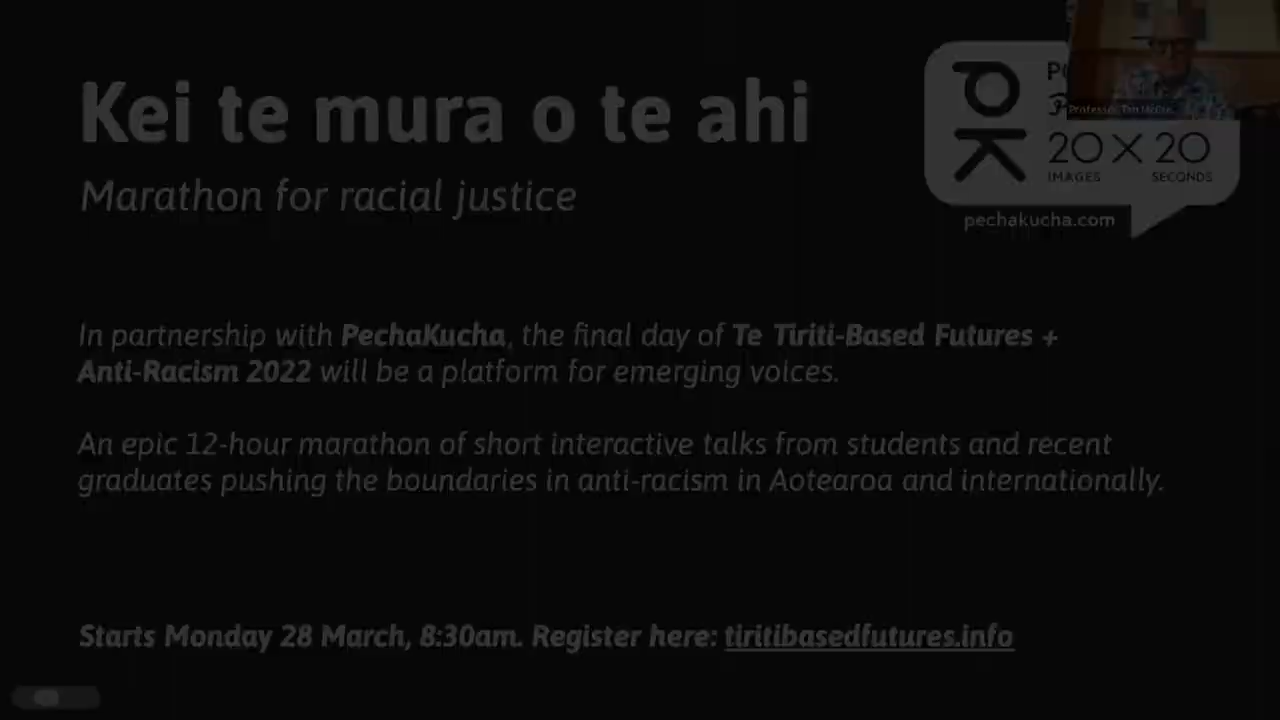 Kei te mura o te ahi
Marathon for racial justice
20 X 20
IMAGES SECONDS
pechakucha.com
In partnership with PechaKucha, the final day of Te Tiriti-Based Futures +
Anti-Racism 2022 will be a platform for emerging voices.
An epic 12-hour marathon of short interactive talks from students and recent
graduates pushing the boundaries in anti-racism in Aotearoa and internationally.
Starts Monday 28 March, 8:30am. Register here: tiritibasedfutures.info